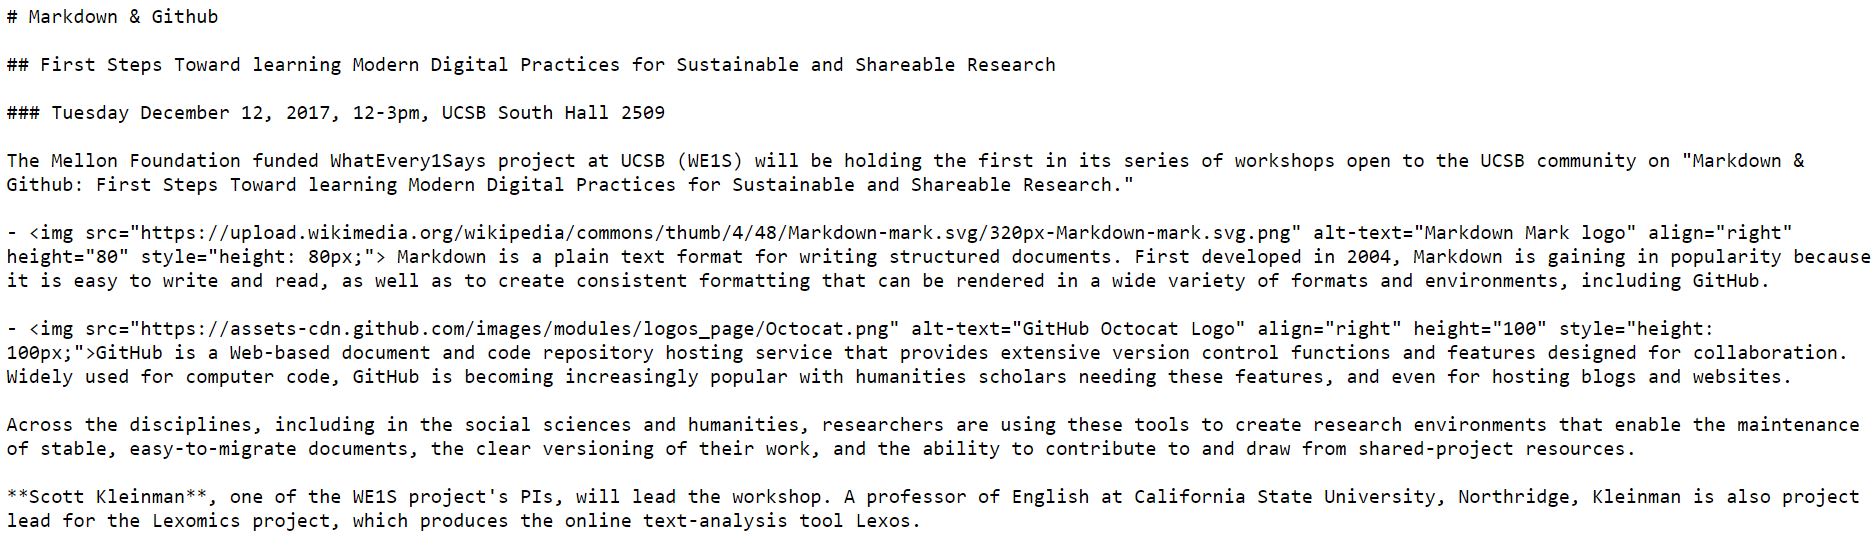 # Markdown & Github
## First Steps Toward learning Modern Digital Practices for Sustainable and Shareable Research
### Tuesday December 12, 2017, 12-3pm, UCSB South Hall 2509
The Mellon Foundation funded WhatEvery1Says project at UCSB (WE1S) will be holding the first in its series of workshops open to the UCSB community on "Markdown &
Github: First Steps Toward learning Modern Digital Practices for Sustainable and Shareable Research."
- <img src="https://upload.wikimedia.org/wikipedia/commons/thumb/4/48/Markdown-mark.svg/320px-Markdown-mark.svg.png" alt-text="Markdown Mark logo" align="right"
height="80" style="height: 80px;"> Markdown is a plain text format for writing structured documents. First developed in 2004, Markdown is gaining in popularity because
it is easy to write and read, as well as to create consistent formatting that can be rendered in a wide variety of formats and environments, including GitHub.
- <img src="https://assets-cdn.github.com/images/modules/logos_page/Octocat.png" alt-text="GitHub Octocat Logo" align="right" height="100" style="height:
100px;">GitHub is a Web-based document and code repository hosting service that provides extensive version control functions and features designed for collaboration.
Widely used for computer code, GitHub is becoming increasingly popular with humanities scholars needing these features, and even for hosting blogs and websites.
Across the disciplines, including in the social sciences and humanities, researchers are using these tools to create research environments that enable the maintenance
of stable, easy-to-migrate documents, the clear versioning of their work, and the ability to contribute to and draw from shared-project resources.
**Scott Kleinman**, one of the WE1S project's PIs, will lead the workshop. A professor of English at California State University, Northridge, Kleinman is also project
lead for the Lexomics project, which produces the online text-analysis tool Lexos.